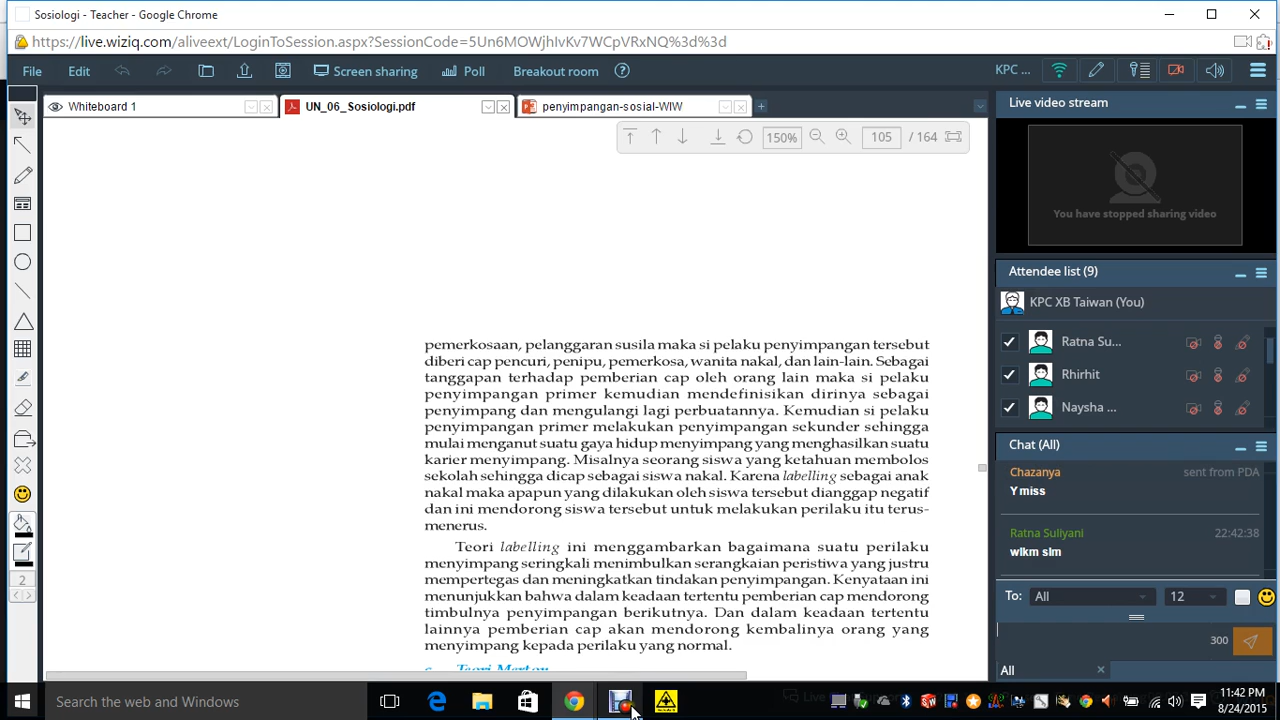 Sosiologi - Teacher - Google Chrome
https://live.wiziq.com/aliveext/LoginToSession.aspx?SessionCode=5Un6MOWjhIvKv7WCpVRxNQ%3d%3d
File Edit Screen sharing Poll Breakout room KPC ...
Whiteboard 1 UN_06_Sosiologi.pdf penyimpangan-sosial-WIW
150% 105 / 164
pemerkosaan, pelanggaran susila maka si pelaku penyimpangan tersebut
diberi cap pencuri, penipu, pemerkosa, wanita nakal, dan lain-lain. Sebagai
tanggapan terhadap pemberian cap oleh orang lain maka si pelaku
penyimpangan primer kemudian mendefinisikan dirinya sebagai
penyimpang dan mengulangi lagi perbuatannya. Kemudian si pelaku
penyimpangan primer melakukan penyimpangan sekunder sehingga
mulai menganut suatu gaya hidup menyimpang yang menghasilkan suatu
karier menyimpang. Misalnya seorang siswa yang ketahuan membolos
sekolah sehingga dicap sebagai siswa nakal. Karena labelling sebagai anak
nakal maka apapun yang dilakukan oleh siswa tersebut dianggap negatif
dan ini mendorong siswa tersebut untuk melakukan perilaku itu terus-
menerus.
Teori labelling ini menggambarkan bagaimana suatu perilaku
menyimpang seringkali menimbulkan serangkaian peristiwa yang justru
mempertegas dan meningkatkan tindakan penyimpangan. Kenyataan ini
menunjukkan bahwa dalam keadaan tertentu pemberian cap mendorong
timbulnya penyimpangan berikutnya. Dan dalam keadaan tertentu
lainnya pemberian cap akan mendorong kembalinya orang yang
menyimpang kepada perilaku yang normal.
c. Teori Merton
2
Live video stream
You have stopped sharing video
Attendee list (9)
KPC XB Taiwan (You)
Ratna Su...
Rhirhit
Naysha ...
Chat (All)
Chazanya sent from PDA
Y miss
Ratna Suliyani 22:42:38
wlkm slm
To: All 12
300
All
Search the web and Windows
11:42 PM
8/24/2015